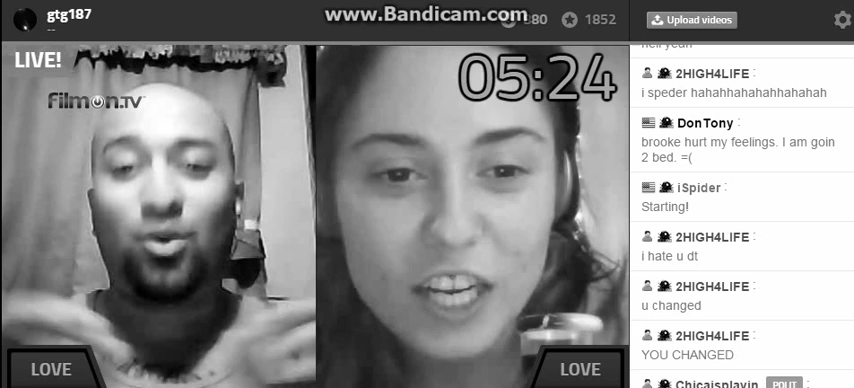 gtg187
--
www.Bandicam.com
980
1852
Upload videos
LIVE!
FilmOn.TV
05:24
LOVE
LOVE
hell yeah
2HIGH4LIFE :
i speder hahahhahahahhahahah
DonTony :
brooke hurt my feelings. I am goin
2 bed. =(
iSpider :
Starting!
2HIGH4LIFE :
i hate u dt
2HIGH4LIFE :
u changed
2HIGH4LIFE :
YOU CHANGED
Chicaisplayin